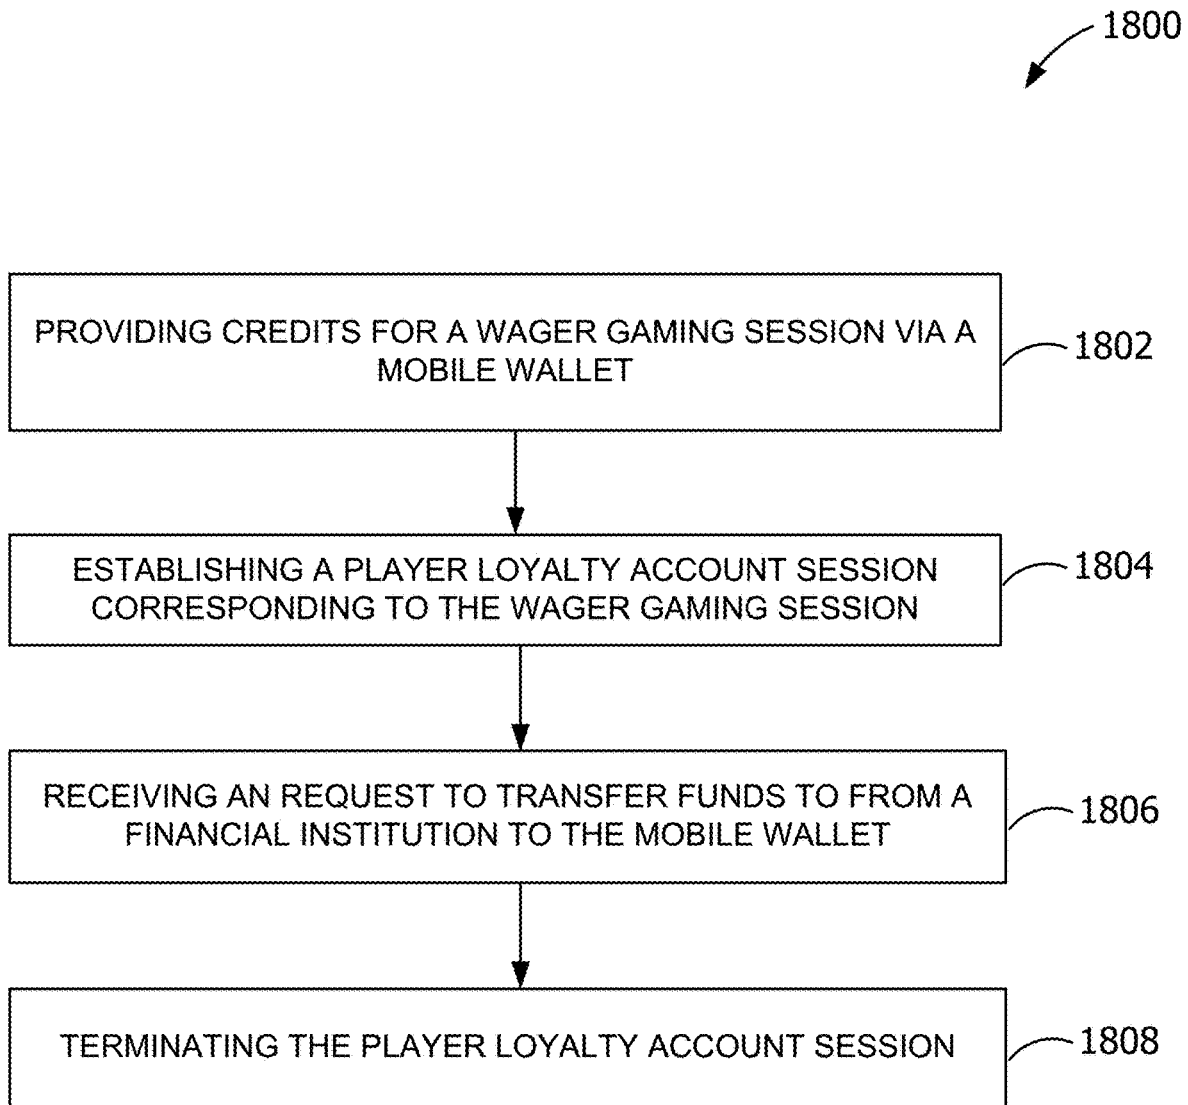 1800
PROVIDING CREDITS FOR A WAGER GAMING SESSION VIA A
MOBILE WALLET
1802
ESTABLISHING A PLAYER LOYALTY ACCOUNT SESSION
CORRESPONDING TO THE WAGER GAMING SESSION
1804
RECEIVING AN REQUEST TO TRANSFER FUNDS TO FROM A
FINANCIAL INSTITUTION TO THE MOBILE WALLET
1806
TERMINATING THE PLAYER LOYALTY ACCOUNT SESSION
1808